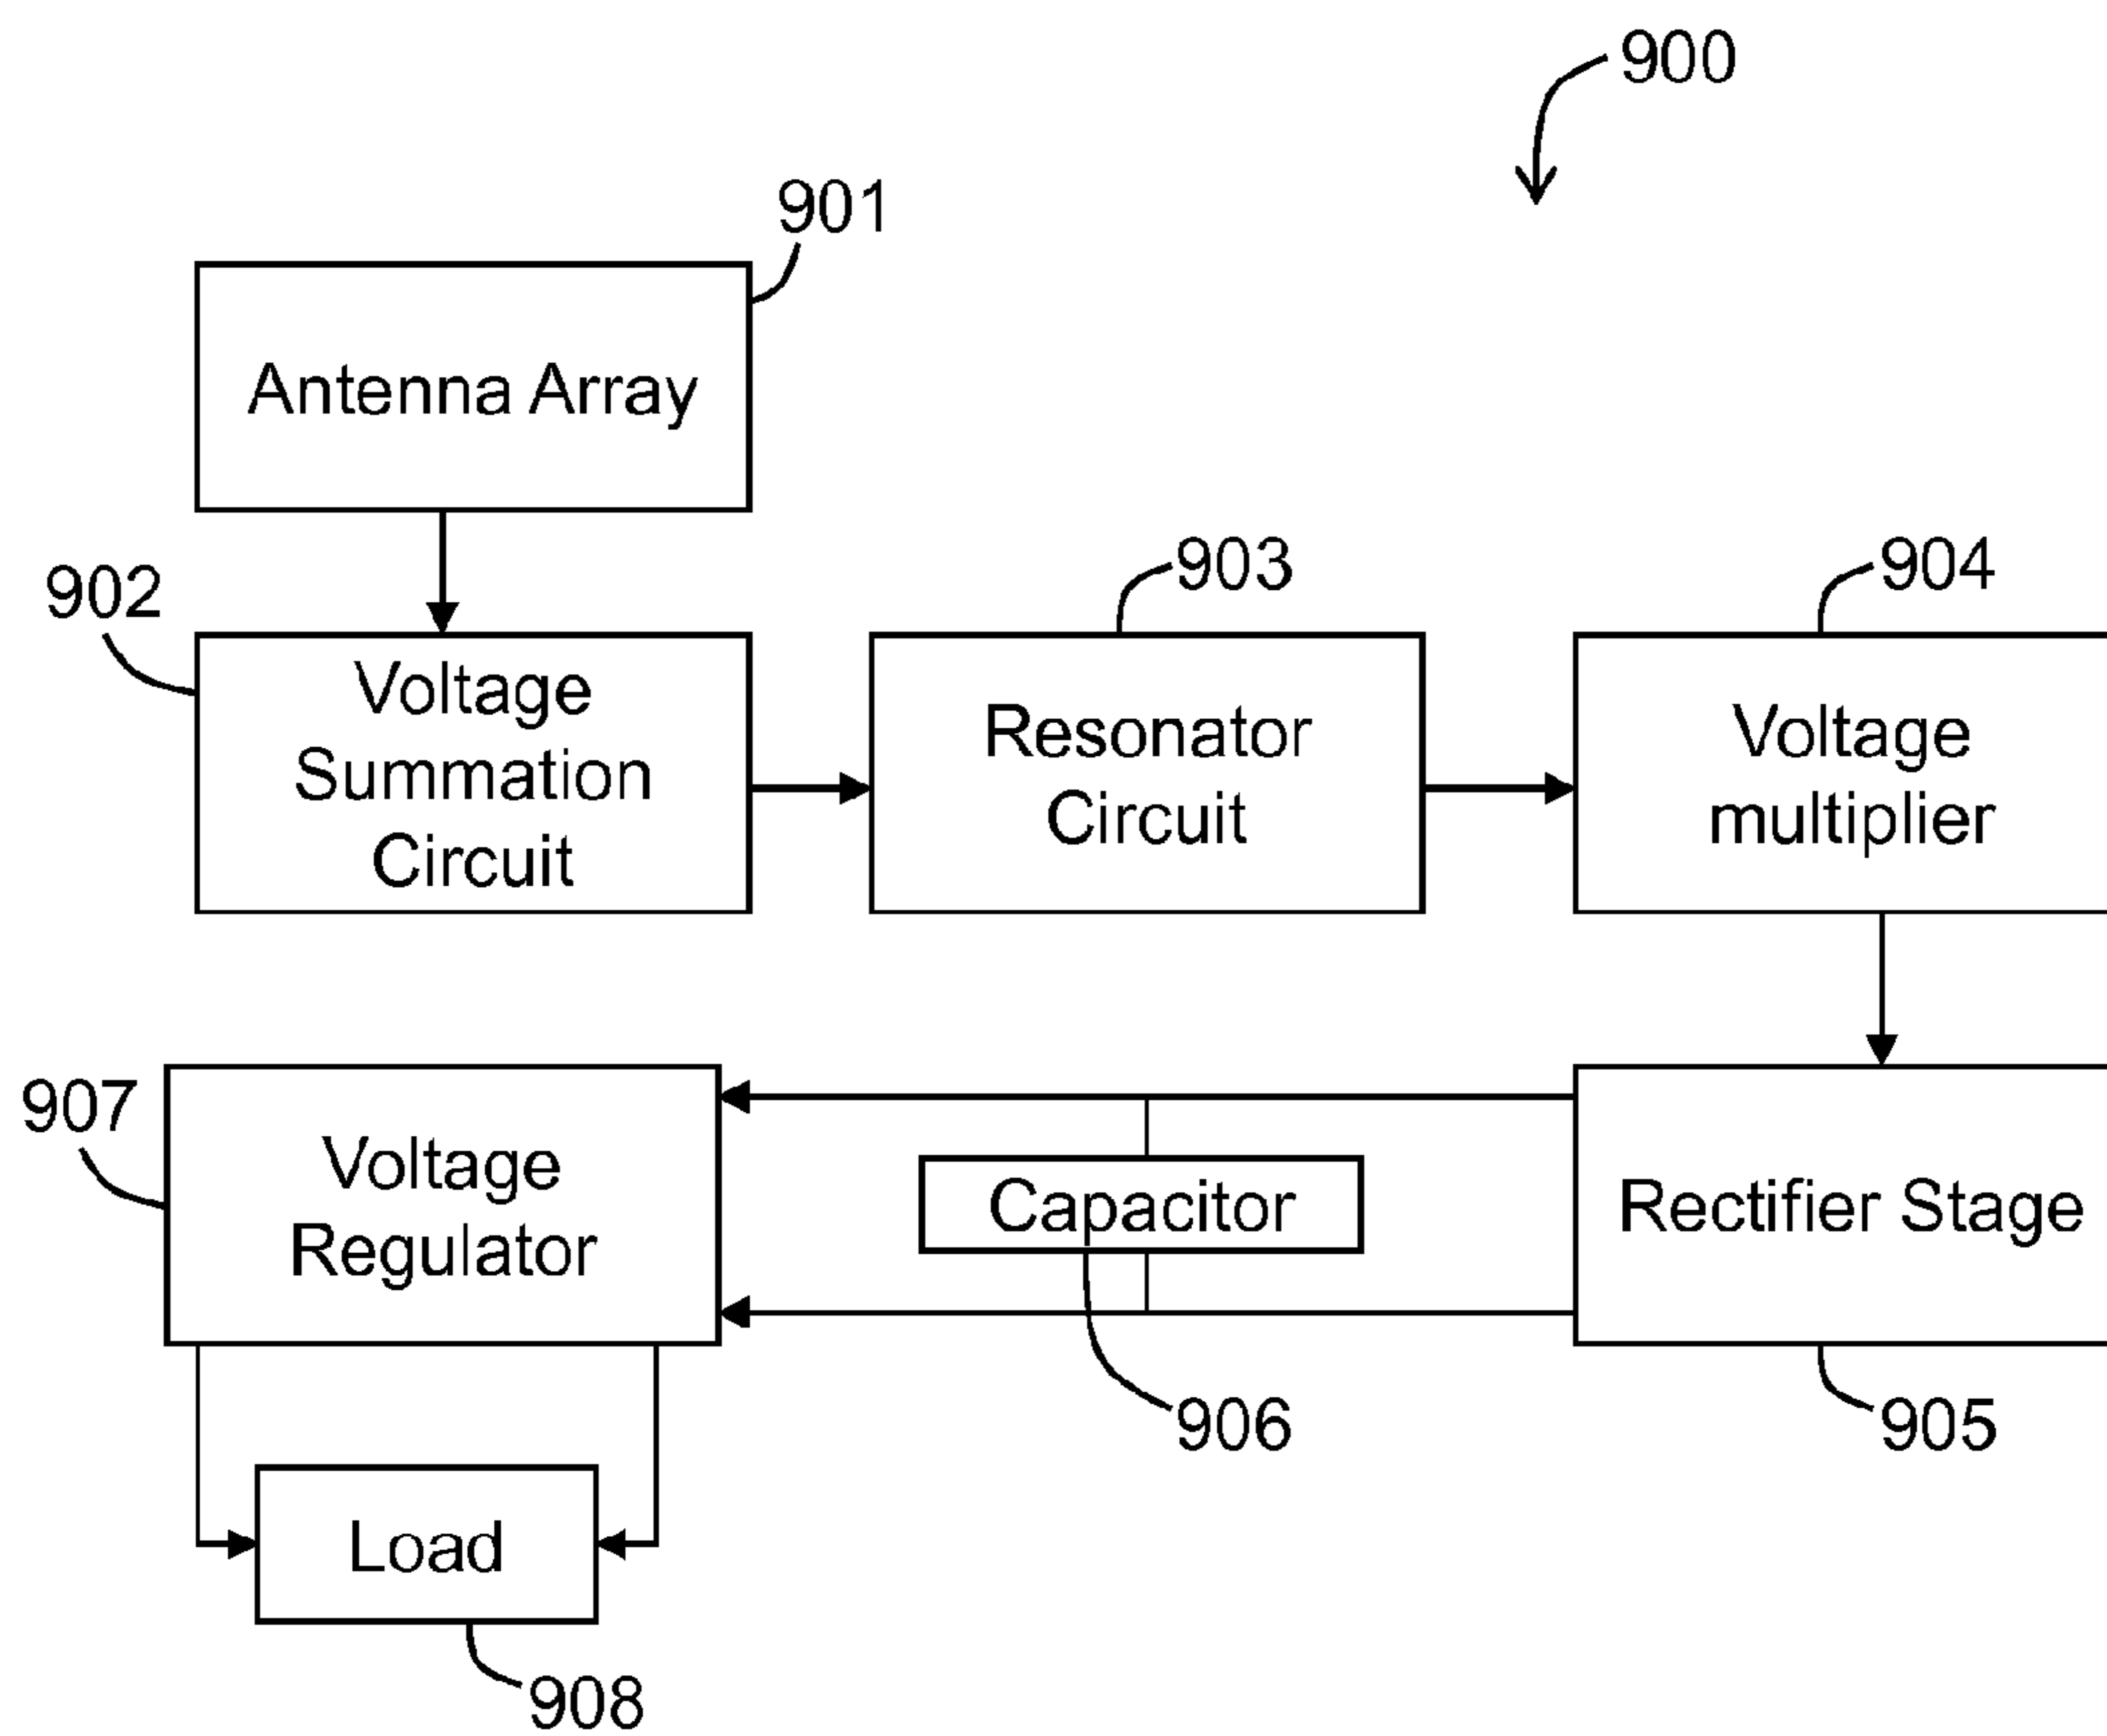 900
901
Antenna Array
902
903
904
Voltage
Summation
Circuit
Resonator
Circuit
Voltage
multiplier
907
Voltage
Regulator
Capacitor
Rectifier Stage
906
905
Load
908